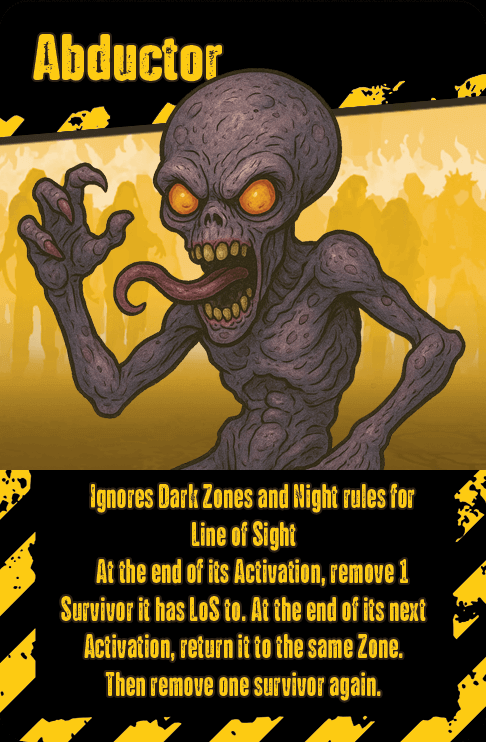 Abductor
Ignores Dark Zones and Night rules for
Line of Sight
At the end of its Activation, remove 1
Survivor it has LoS to. At the end of its next
Activation, return it to the same Zone.
Then remove one survivor again.